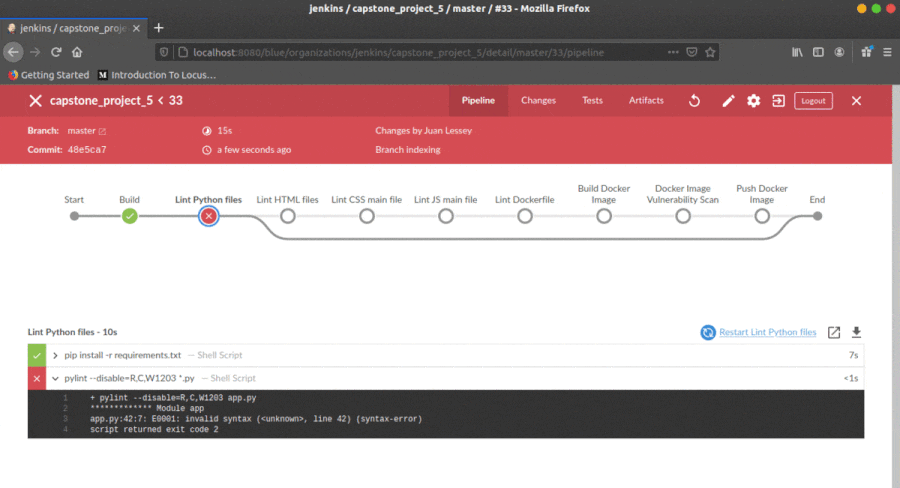 jenkins / capstone_project_5 / master / #33 - Mozilla Firefox
jenkins / capstone_proje
localhost:8080/blue/organizations/jenkins/capstone_project_5/detail/master/33/pipeline
Getting Started Introduction To Locus...
capstone_project_5 < 33 Pipeline Changes Tests Artifacts Logout
Branch: master 15s Changes by Juan Lessey
Commit: 48e5ca7 a few seconds ago Branch indexing
Start Build Lint Python files Lint HTML files Lint CSS main file Lint JS main file Lint Dockerfile Build Docker Image Docker Image Vulnerability Scan Push Docker Image End
Lint Python files - 10s Restart Lint Python files
pip install -r requirements.txt — Shell Script 7s
pylint --disable=R,C,W1203 *.py — Shell Script <1s
1 + pylint --disable=R,C,W1203 app.py
2 ************* Module app
3 app.py:42:7: E0001: invalid syntax (<unknown>, line 42) (syntax-error)
4 script returned exit code 2